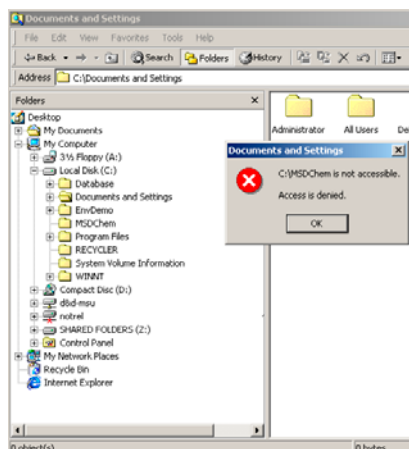 Documents and Settings
File Edit View Favorites Tools Help
Back Search Folders History
Address C:\Documents and Settings
Folders
Desktop
My Documents
My Computer
3½ Floppy (A:)
Local Disk (C:)
Database
Documents and Settings
EnvDemo
MSDChem
Program Files
RECYCLER
System Volume Information
WINNT
Compact Disc (D:)
d8d-msu
notrel
SHARED FOLDERS (Z:)
Control Panel
My Network Places
Recycle Bin
Internet Explorer
Administrator All Users De
Documents and Settings
C:\MSDChem is not accessible.
Access is denied.
OK
0 object(s) 0 bytes